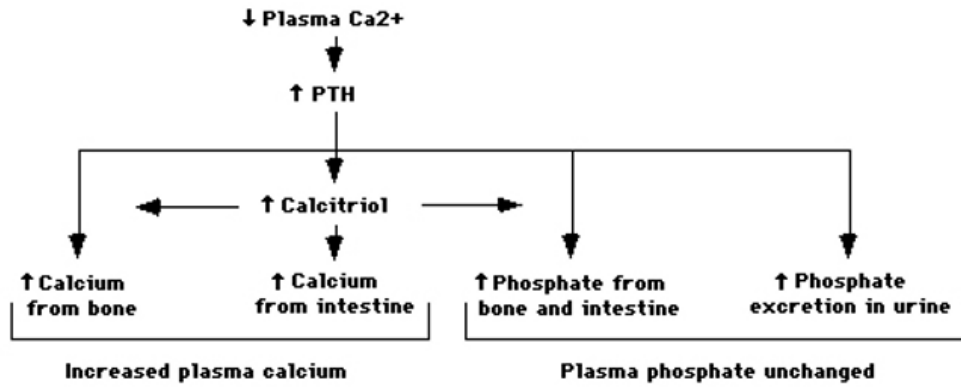 ↓ Plasma Ca2+
↑ PTH
↑ Calcitriol
↑ Calcium
from bone
↑ Calcium
from intestine
↑ Phosphate from
bone and intestine
↑ Phosphate
excretion in urine
Increased plasma calcium
Plasma phosphate unchanged